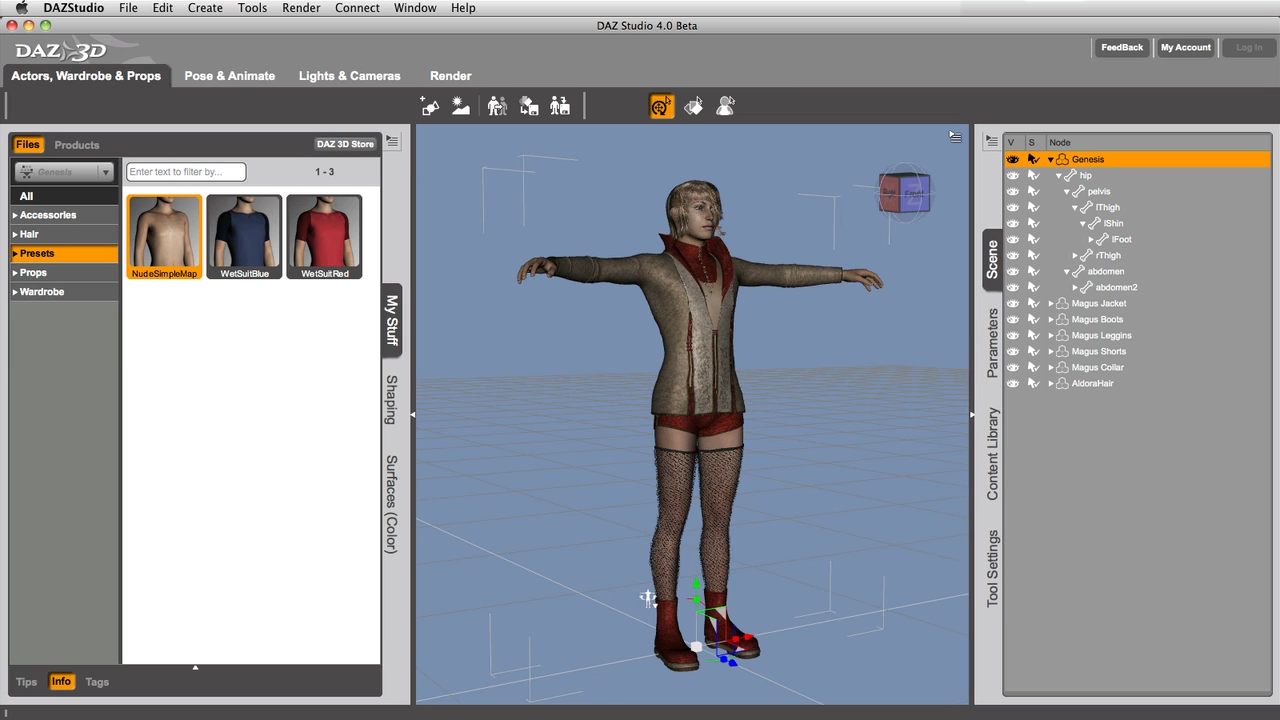 DAZStudio File Edit Create Tools Render Connect Window Help
DAZ Studio 4.0 Beta
DAZ 3D
FeedBack My Account Log In
Actors, Wardrobe & Props Pose & Animate Lights & Cameras Render
Files Products DAZ 3D Store
Genesis
Enter text to filter by... 1 - 3
All
Accessories
Hair
Presets
Props
Wardrobe
NudeSimpleMap WetSuitBlue WetSuitRed
My Stuff
Shaping
Surfaces (Color)
Tips Info Tags
Front
Scene
Parameters
Content Library
Tool Settings
V S Node
Genesis
hip
pelvis
lThigh
lShin
lFoot
rThigh
abdomen
abdomen2
Magus Jacket
Magus Boots
Magus Leggins
Magus Shorts
Magus Collar
AldoraHair